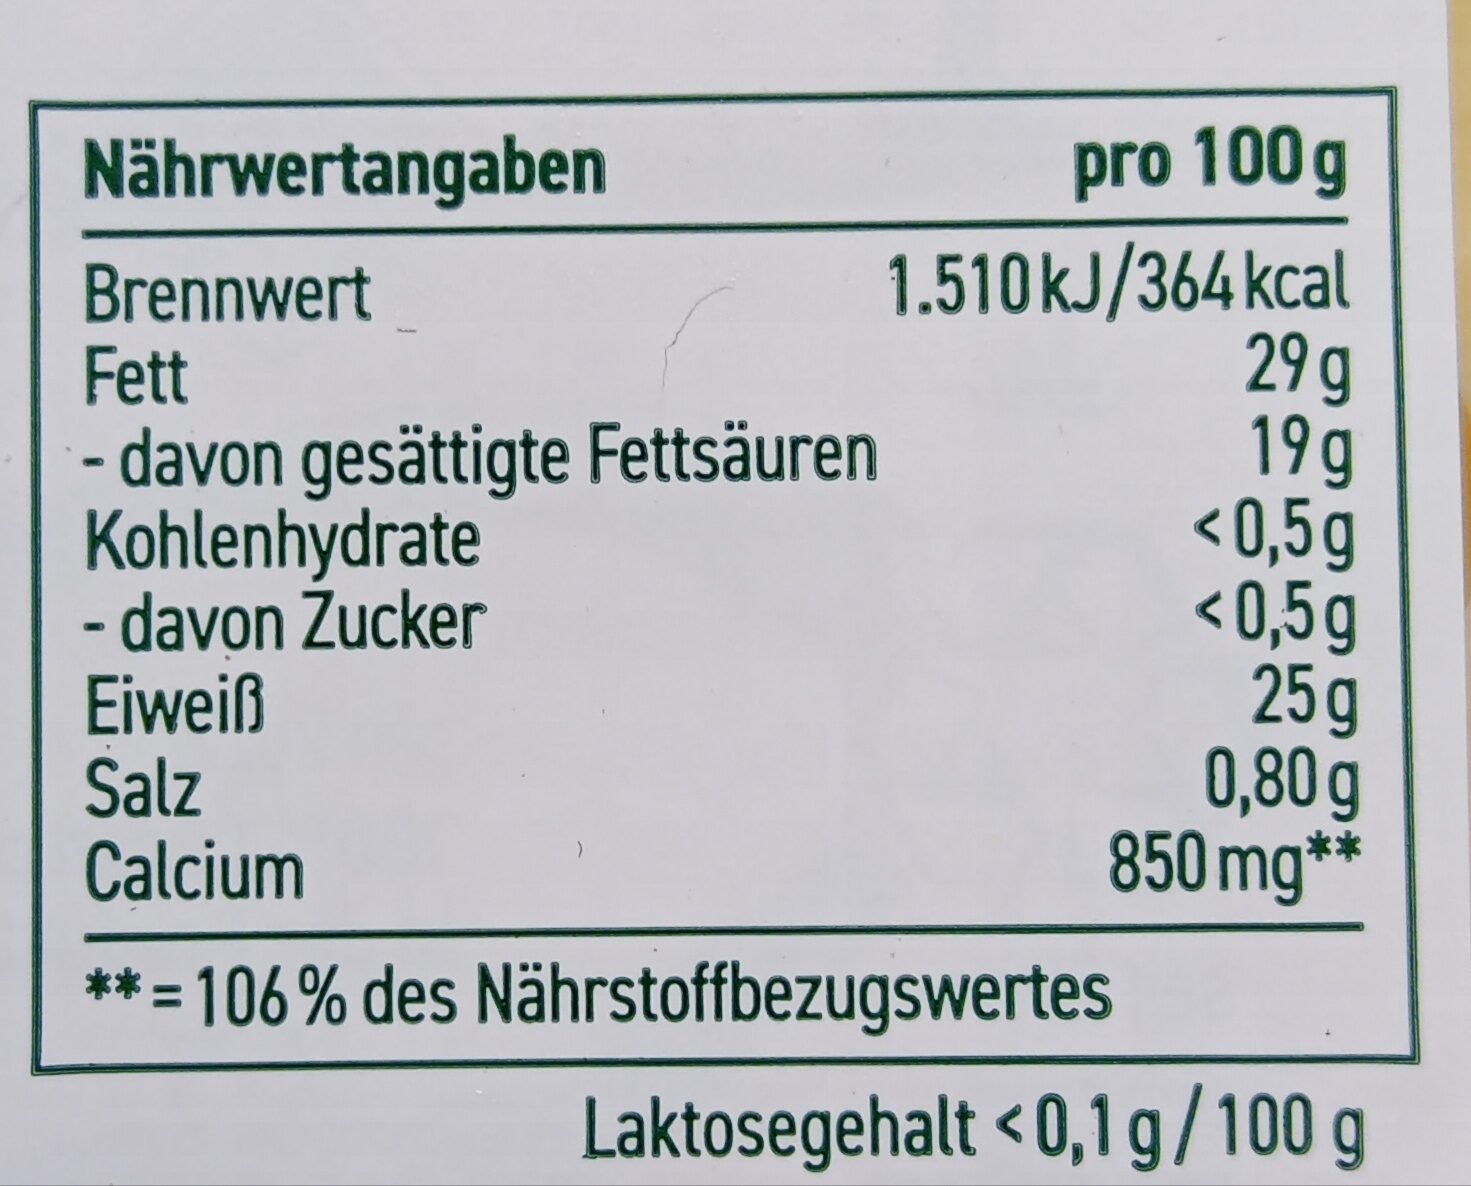 Nährwertangaben pro 100 g
Brennwert 1.510 kJ/364 kcal
Fett 29 g
- davon gesättigte Fettsäuren 19 g
Kohlenhydrate < 0,5 g
- davon Zucker < 0,5 g
Eiweiß 25 g
Salz 0,80 g
Calcium 850 mg**
** = 106 % des Nährstoffbezugswertes
Laktosegehalt < 0,1 g / 100 g